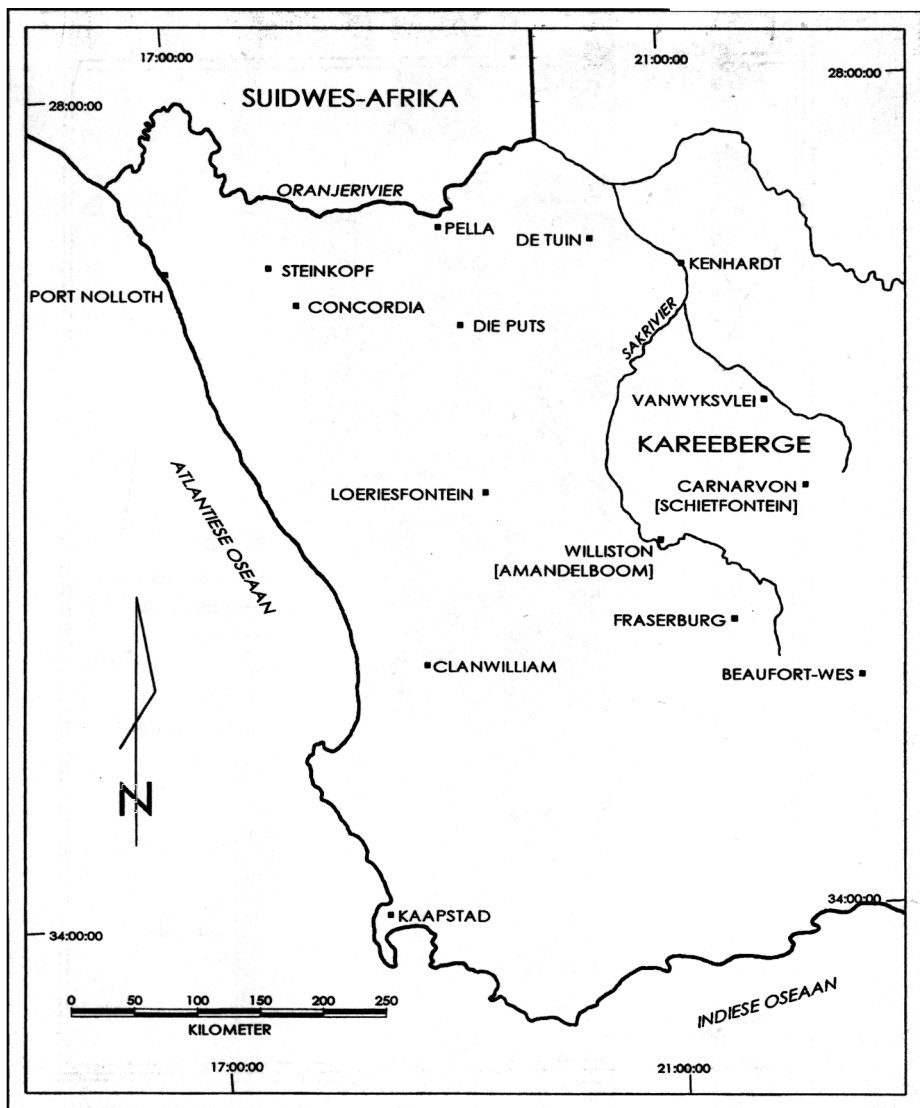 17:00:00
21:00:00
28:00:00
28:00:00
SUIDWES-AFRIKA
ORANJERIVIER
PELLA
DE TUIN
KENHARDT
STEINKOPF
PORT NOLLOTH
CONCORDIA
DIE PUTS
SAKRIVIER
VANWYKSVLEI
KAREEBERGE
ATLANTIESE OSEAAN
LOERIESFONTEIN
CARNARVON
[SCHIETFONTEIN]
WILLISTON
[AMANDELBOOM]
FRASERBURG
CLANWILLIAM
BEAUFORT-WES
N
34:00:00
KAAPSTAD
34:00:00
0 50 100 150 200 250
KILOMETER
INDIESE OSEAAN
17:00:00
21:00:00